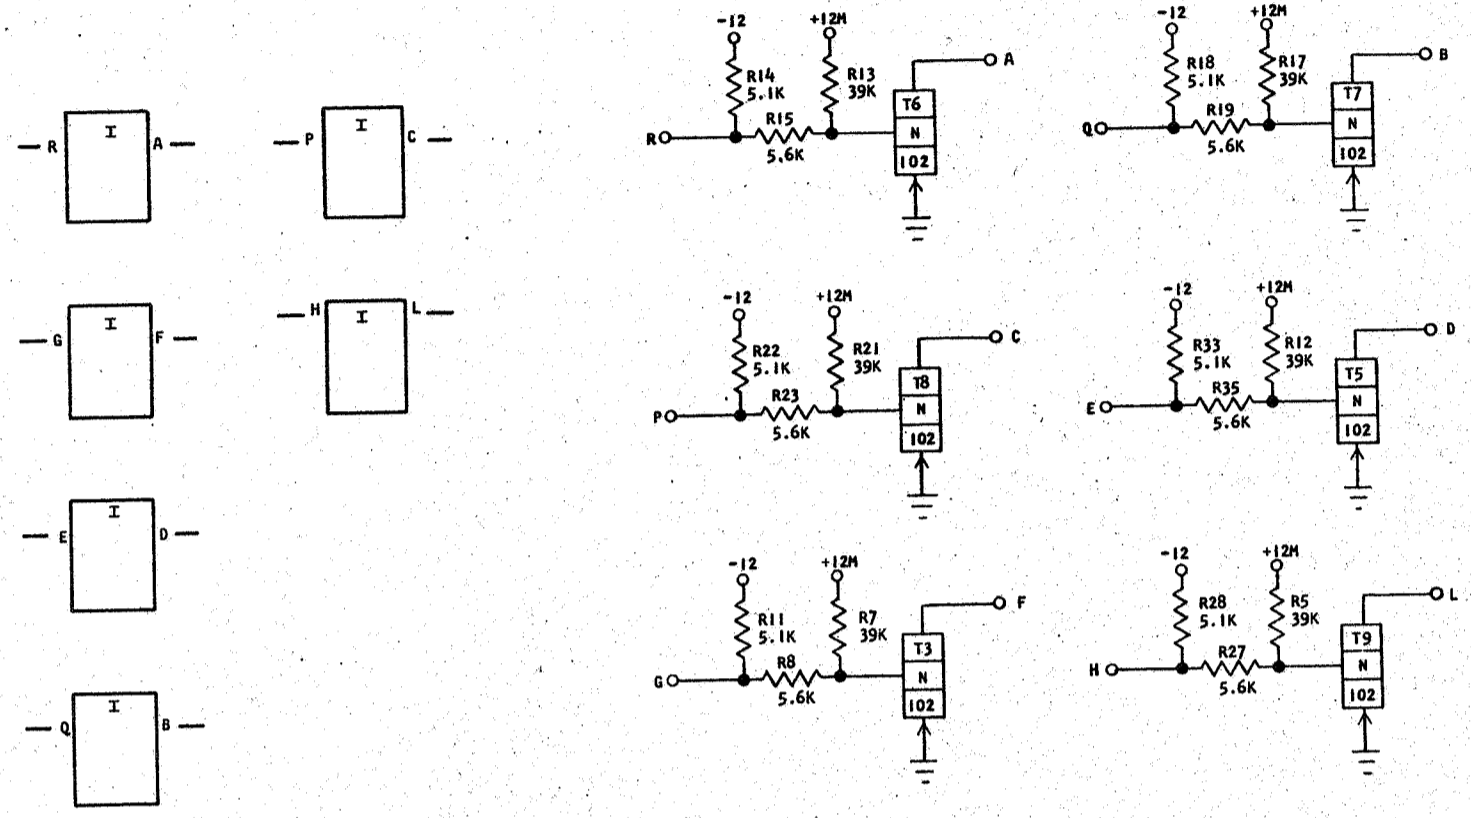 I
R
A
I
P
C
I
G
F
I
H
L
I
E
D
I
Q
B
-12
+12M
R14
5.1K
R13
39K
R15
5.6K
R
A
T6
N
102
-12
+12M
R18
5.1K
R17
39K
R19
5.6K
Q
B
T7
N
102
-12
+12M
R22
5.1K
R21
39K
R23
5.6K
P
C
T8
N
102
-12
+12M
R33
5.1K
R12
39K
R35
5.6K
E
D
T5
N
102
-12
+12M
R11
5.1K
R7
39K
R8
5.6K
G
F
T3
N
102
-12
+12M
R28
5.1K
R5
39K
R27
5.6K
H
L
T9
N
102